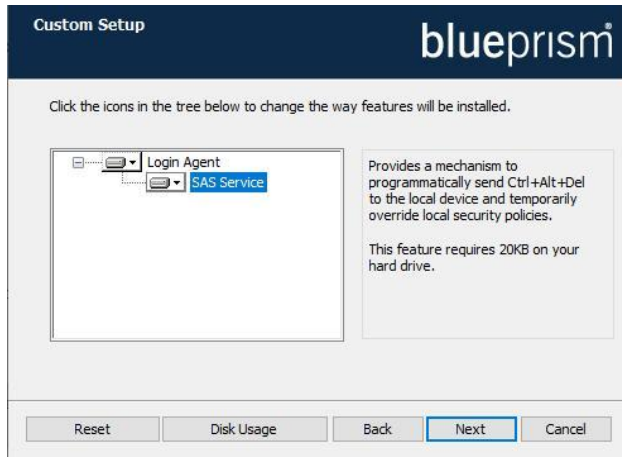 Custom Setup
blueprism
Click the icons in the tree below to change the way features will be installed.
Login Agent
SAS Service
Provides a mechanism to
programmatically send Ctrl+Alt+Del
to the local device and temporarily
override local security policies.
This feature requires 20KB on your
hard drive.
Reset
Disk Usage
Back
Next
Cancel